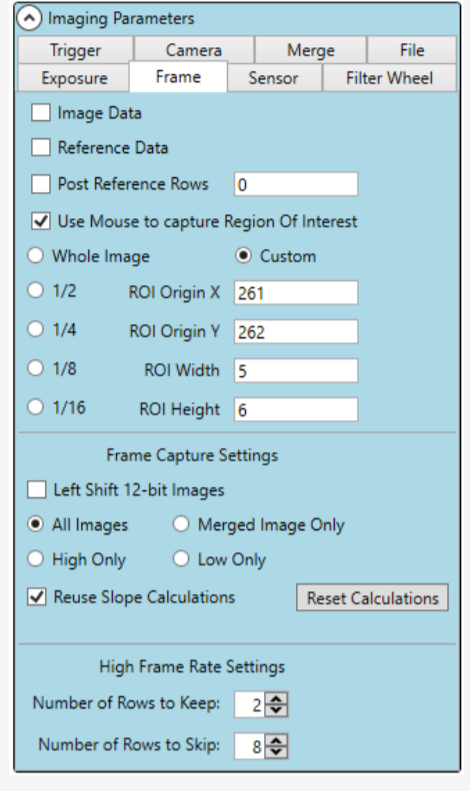 Imaging Parameters
Trigger Camera Merge File
Exposure Frame Sensor Filter Wheel
Image Data
Reference Data
Post Reference Rows 0
Use Mouse to capture Region Of Interest
Whole Image Custom
1/2 ROI Origin X 261
1/4 ROI Origin Y 262
1/8 ROI Width 5
1/16 ROI Height 6
Frame Capture Settings
Left Shift 12-bit Images
All Images Merged Image Only
High Only Low Only
Reuse Slope Calculations Reset Calculations
High Frame Rate Settings
Number of Rows to Keep: 2
Number of Rows to Skip: 8